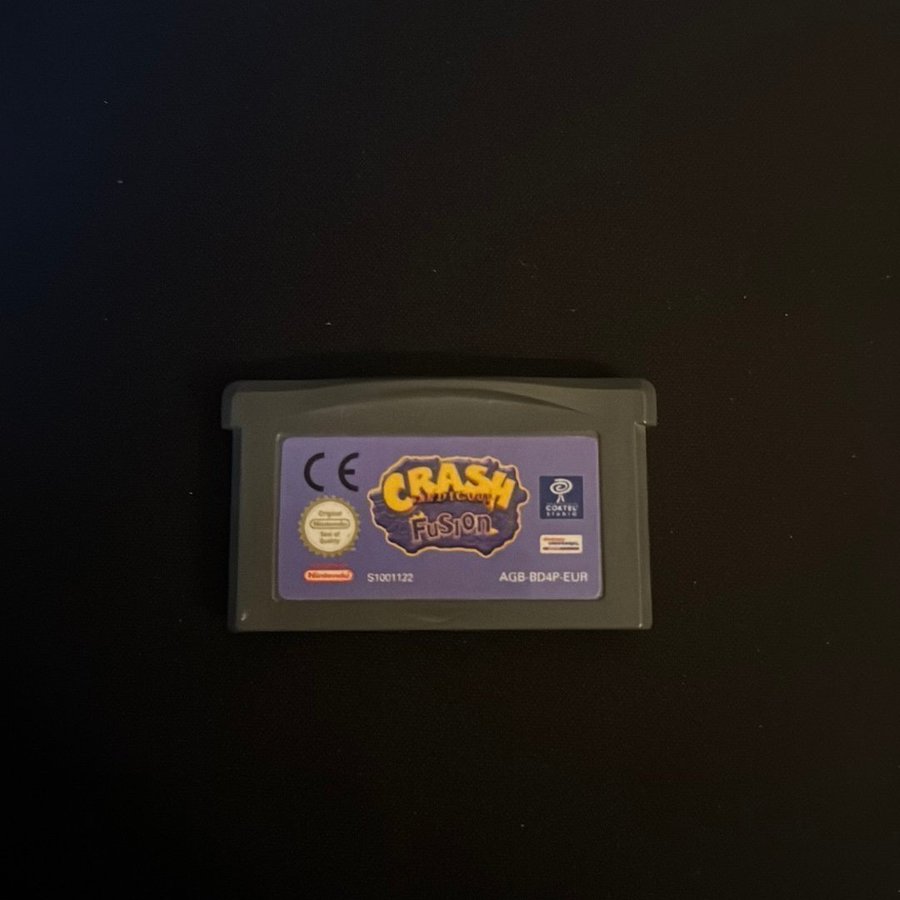 CE
CRASH
FUSION
Original
Nintendo
Seal of
Quality
Nintendo
S1001122
AGB-BD4P-EUR